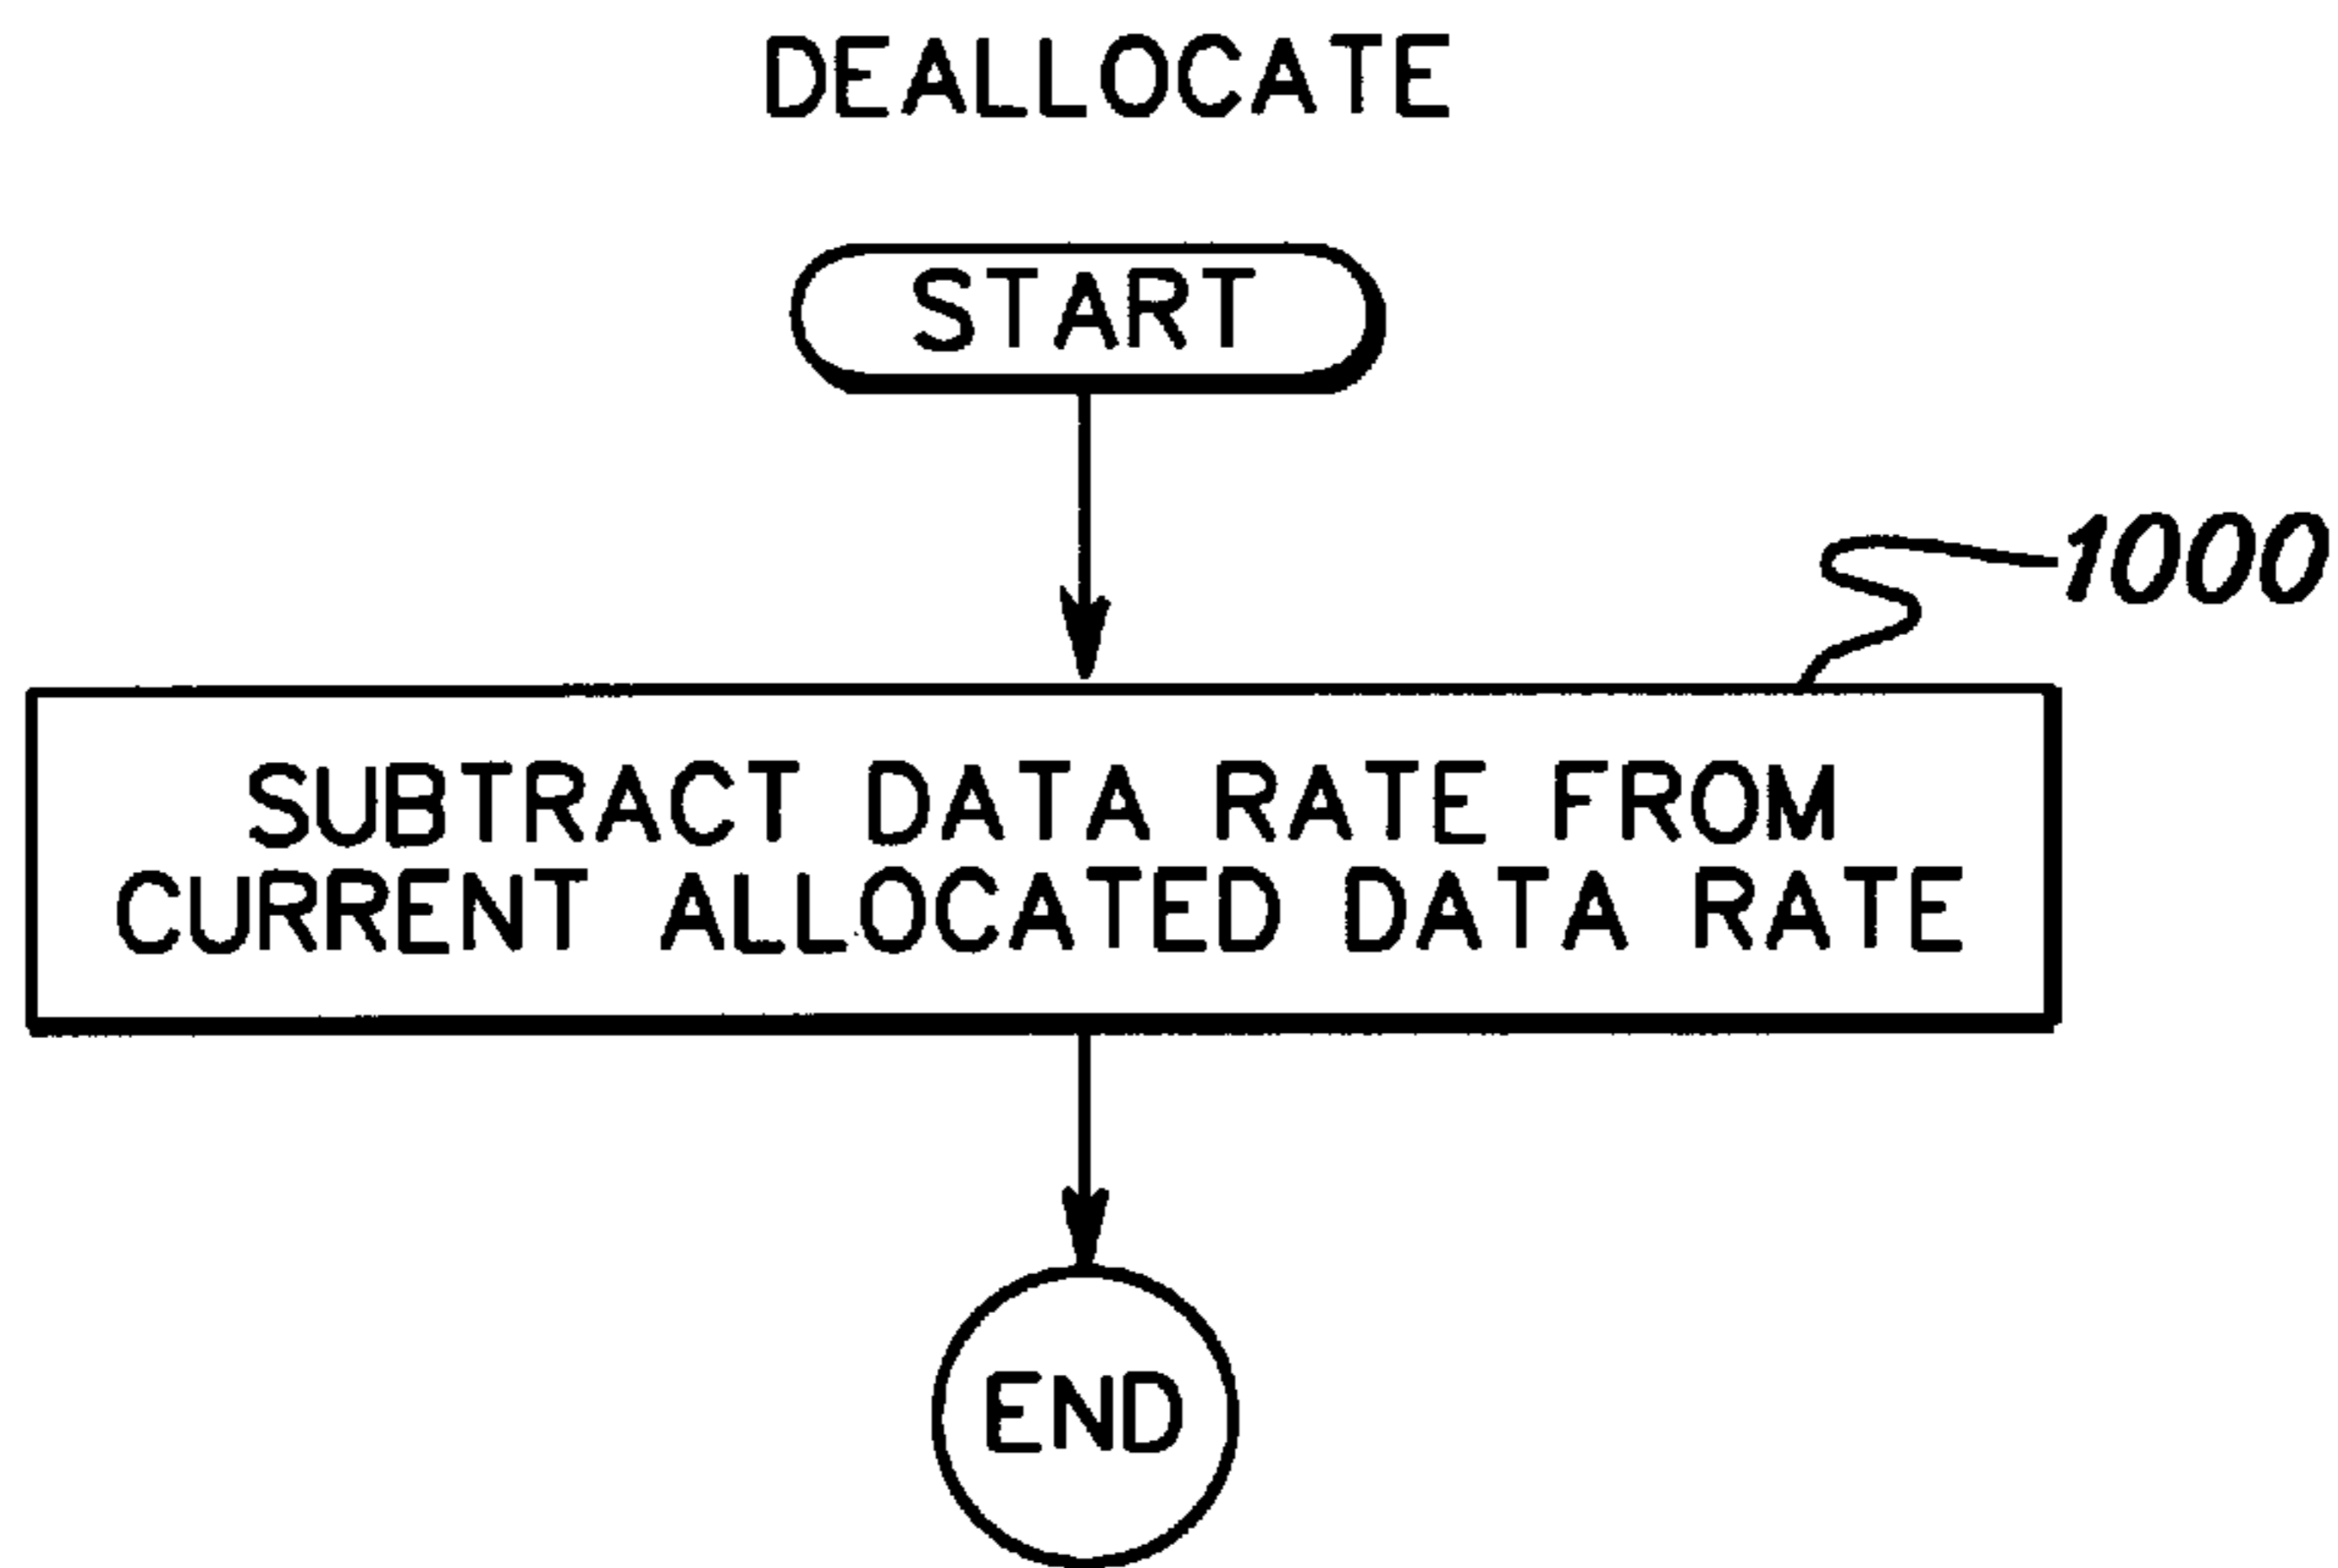 DEALLOCATE
START
1000
SUBTRACT DATA RATE FROM
CURRENT ALLOCATED DATA RATE
END